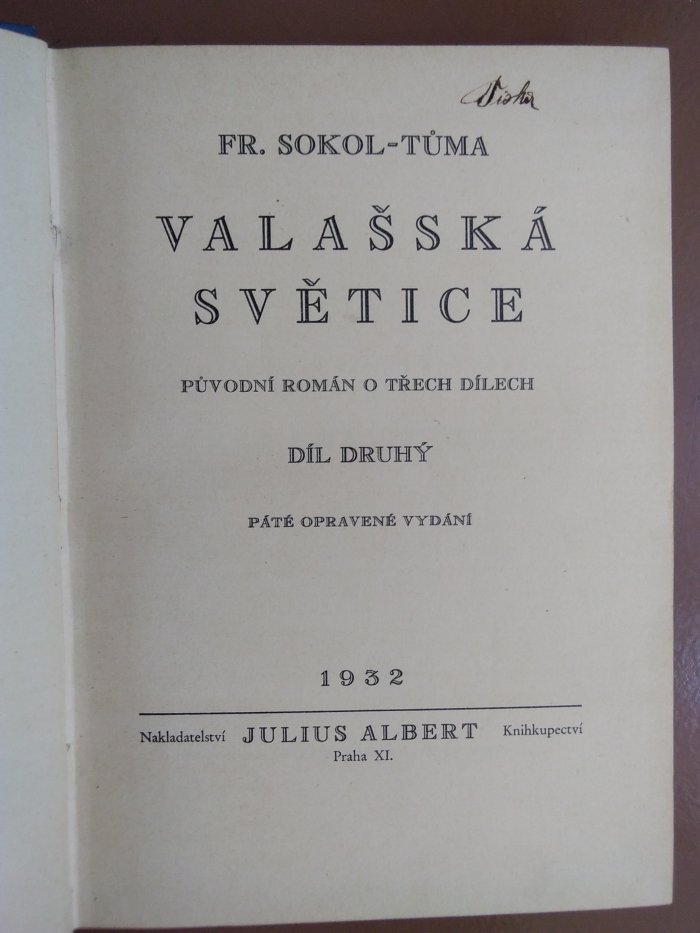 FR. SOKOL-TŮMA
VALAŠSKÁ
SVĚTICE
PŮVODNÍ ROMÁN O TŘECH DÍLECH
DÍL DRUHÝ
PÁTÉ OPRAVENÉ VYDÁNÍ
1932
Nakladatelství JULIUS ALBERT Knihkupectví
Praha XI.